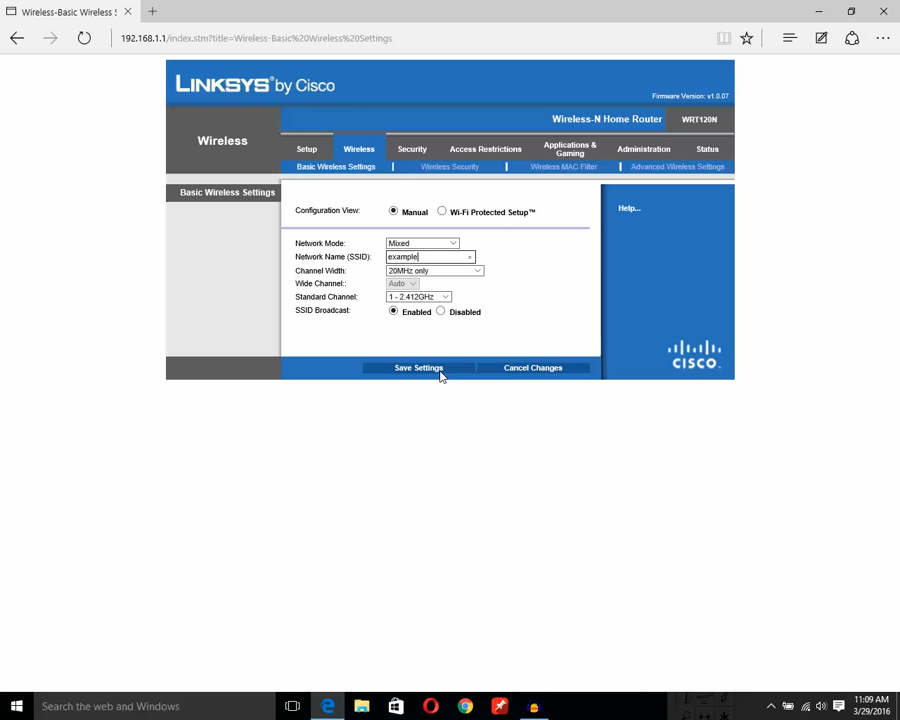 Wireless-Basic Wireless S
192.168.1.1/index.stm?title=Wireless-Basic%20Wireless%20Settings
LINKSYS® by Cisco
Firmware Version: v1.0.07
Wireless-N Home Router WRT120N
Wireless
Setup Wireless Security Access Restrictions Applications & Gaming Administration Status
Basic Wireless Settings | Wireless Security | Wireless MAC Filter | Advanced Wireless Settings
Basic Wireless Settings
Configuration View: Manual Wi-Fi Protected Setup™
Help...
Network Mode: Mixed
Network Name (SSID): example
Channel Width: 20MHz only
Wide Channel: Auto
Standard Channel: 1 - 2.412GHz
SSID Broadcast: Enabled Disabled
Save Settings Cancel Changes
CISCO.
Search the web and Windows
11:09 AM
3/29/2016